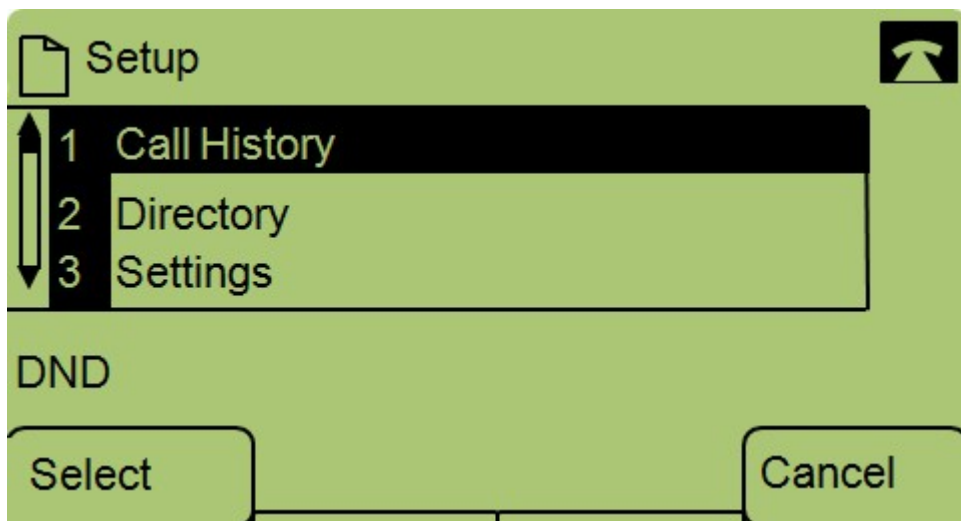 Setup
1 Call History
2 Directory
3 Settings
DND
Select
Cancel